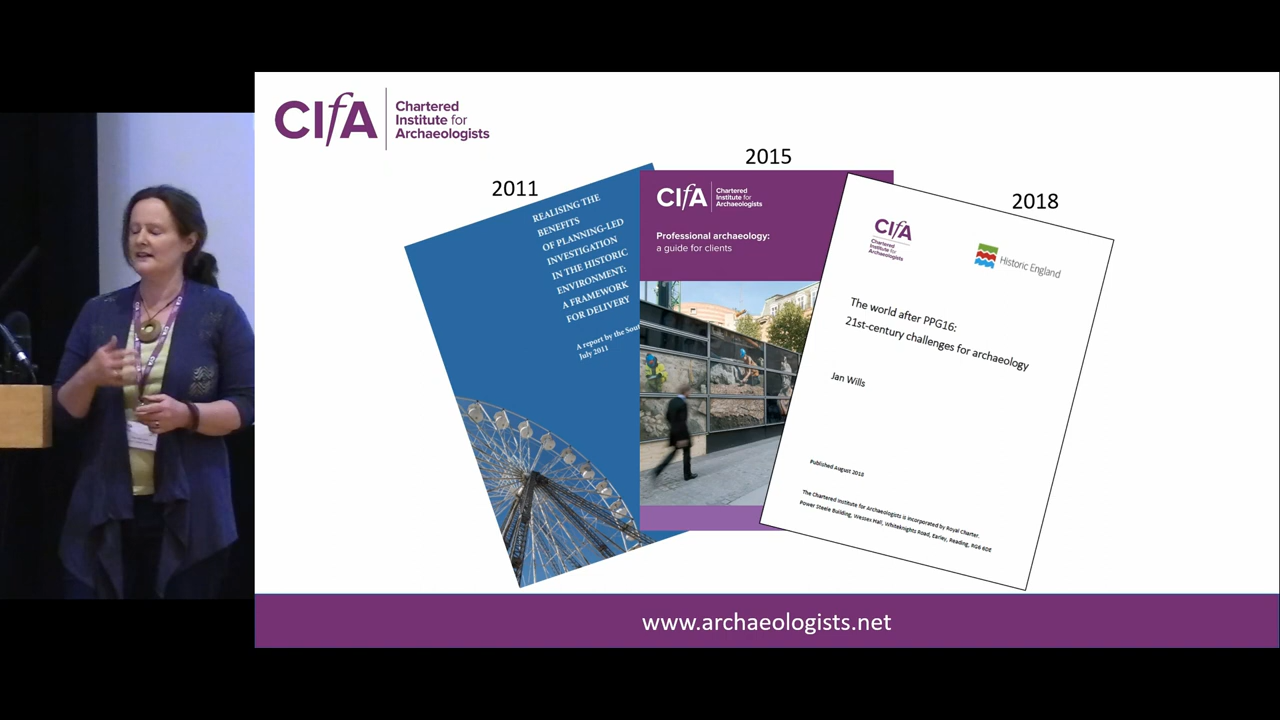 CIfA
Chartered
Institute for
Archaeologists
2011
REALISING THE
BENEFITS
OF PLANNING-LED
INVESTIGATION
IN THE HISTORIC
ENVIRONMENT:
A FRAMEWORK
FOR DELIVERY
A report by the
July 2011
2015
CIfA
Chartered
Institute for
Archaeologists
Professional archaeology:
a guide for clients
2018
CIfA
Chartered
Institute for
Archaeologists
Historic England
The world after PPG16:
21st-century challenges for archaeology
Jan Wills
Published August 2018
The Chartered Institute for Archaeologists is incorporated by Royal Charter.
Power Steele Building, Wessex Hall, Whiteknights Road, Earley, Reading, RG6 6DE
www.archaeologists.net